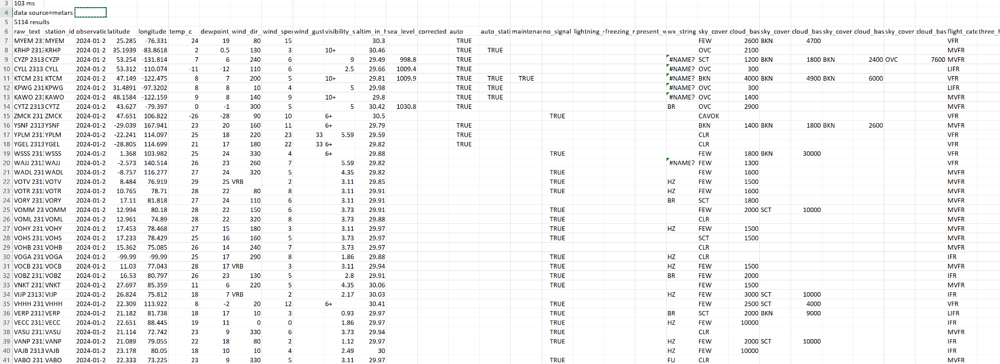 3 103 ms
4 data source=metars
5 5114 results
6 raw_text station_id observatic latitude longitude temp_c dewpoint_ wind_dir_ wind_spee wind_gust visibility_s altim_in_h sea_level_ corrected auto auto_stati maintenan no_signal lightning_s freezing_r present_w wx_string sky_cover cloud_bas sky_cover cloud_bas sky_cover cloud_bas sky_cover cloud_bas flight_cate three_h
7 MYEM 231 MYEM 2024-01-2 25.285 -76.331 24 19 80 15 30.3 TRUE FEW 2600 BKN 4700 VFR
8 KRHP 2313 KRHP 2024-01-2 35.1939 -83.8618 2 0.5 130 3 10+ 30.46 TRUE TRUE OVC 2100 MVFR
9 CYZP 2313 CYZP 2024-01-2 53.254 -131.814 7 6 240 6 9 29.49 998.8 TRUE #NAME? SCT 1200 BKN 1800 BKN 2400 OVC 7600 MVFR
10 CYLL 2313 CYLL 2024-01-2 53.312 -110.074 -11 -12 110 6 2.5 29.66 1009.4 TRUE #NAME? OVC 300 LIFR
11 KTCM 231 KTCM 2024-01-2 47.149 -122.475 8 7 200 5 10+ 29.81 1009.9 TRUE TRUE TRUE #NAME? BKN 4000 BKN 4900 BKN 6000 VFR
12 KPWG 231 KPWG 2024-01-2 31.4891 -97.3202 8 8 10 4 5 29.98 TRUE TRUE #NAME? OVC 300 LIFR
13 KAWO 231 KAWO 2024-01-2 48.1584 -122.159 9 8 140 9 10+ 29.8 TRUE TRUE #NAME? OVC 1400 MVFR
14 CYTZ 2313 CYTZ 2024-01-2 43.627 -79.397 0 -1 300 5 5 30.42 1030.8 TRUE BR OVC 2900 MVFR
15 ZMCK 231 ZMCK 2024-01-2 47.651 106.822 -26 -28 90 10 6+ 30.5 TRUE CAVOK VFR
16 YSNF 2313 YSNF 2024-01-2 -29.039 167.941 23 20 160 11 6+ 29.79 TRUE BKN 1400 BKN 1800 BKN 2600 MVFR
17 YPLM 231 YPLM 2024-01-2 -22.241 114.097 25 18 220 23 33 5.59 29.59 TRUE CLR VFR
18 YGEL 2313 YGEL 2024-01-2 -28.805 114.699 21 17 180 22 33 6+ 29.82 TRUE CLR VFR
19 WSSS 231 WSSS 2024-01-2 1.368 103.982 25 24 330 4 6+ 29.88 TRUE FEW 1800 BKN 30000 VFR
20 WAJJ 2313 WAJJ 2024-01-2 -2.573 140.514 26 23 260 7 5.59 29.82 #NAME? FEW 1300 VFR
21 WADL 231 WADL 2024-01-2 -8.757 116.277 27 24 320 5 4.35 29.82 TRUE FEW 1600 MVFR
22 VOTV 231 VOTV 2024-01-2 8.484 76.919 29 25 VRB 2 3.11 29.85 TRUE HZ FEW 1500 MVFR
23 VOTR 231 VOTR 2024-01-2 10.765 78.71 28 22 80 8 3.11 29.91 TRUE HZ FEW 1600 MVFR
24 VORY 231 VORY 2024-01-2 17.11 81.818 27 24 110 6 3.11 29.91 BR SCT 1800 MVFR
25 VOMM 23 VOMM 2024-01-2 12.994 80.18 28 22 150 6 3.73 29.91 TRUE FEW 2000 SCT 10000 MVFR
26 VOML 231 VOML 2024-01-2 12.961 74.89 28 22 320 8 3.73 29.88 TRUE CLR MVFR
27 VOHY 231 VOHY 2024-01-2 17.453 78.468 27 15 180 3 3.11 29.97 TRUE HZ FEW 1500 MVFR
28 VOHS 231 VOHS 2024-01-2 17.233 78.429 25 16 160 5 3.73 29.97 TRUE SCT 1500 MVFR
29 VOHB 231 VOHB 2024-01-2 15.362 75.085 26 14 240 7 3.73 29.97 CLR MVFR
30 VOGA 231 VOGA 2024-01-2 -99.99 -99.99 25 17 290 8 1.86 29.88 TRUE HZ CLR IFR
31 VOCB 231 VOCB 2024-01-2 11.03 77.043 28 17 VRB 3 3.11 29.94 TRUE HZ FEW 1500 MVFR
32 VOBZ 2313 VOBZ 2024-01-2 16.53 80.797 26 23 130 5 2.8 29.91 TRUE BR FEW 2000 IFR
33 VNKT 231 VNKT 2024-01-2 27.697 85.359 11 6 220 5 4.35 30.06 TRUE FEW 1500 MVFR
34 VIJP 23133 VIJP 2024-01-2 26.824 75.812 18 7 VRB 2 2.17 30.03 HZ FEW 3000 SCT 10000 IFR
35 VHHH 231 VHHH 2024-01-2 22.309 113.922 8 -2 20 12 6+ 30.41 TRUE FEW 2500 SCT 4000 VFR
36 VERP 2313 VERP 2024-01-2 21.182 81.738 18 17 10 3 0.93 29.97 TRUE BR SCT 2000 BKN 9000 LIFR
37 VECC 2313 VECC 2024-01-2 22.651 88.445 19 11 0 0 1.86 29.97 TRUE HZ FEW 10000 IFR
38 VASU 2313 VASU 2024-01-2 21.114 72.742 23 9 330 6 3.73 29.94 TRUE CLR MVFR
39 VANP 231 VANP 2024-01-2 21.089 79.055 22 18 80 2 1.12 29.97 TRUE HZ FEW 2000 SCT 10000 IFR
40 VAJB 2313 VAJB 2024-01-2 23.178 80.05 18 10 10 4 2.49 30 HZ FEW 10000 IFR
41 VABO 231 VABO 2024-01-2 22.333 73.225 23 9 330 5 3.11 29.97 TRUE FU CLR MVFR